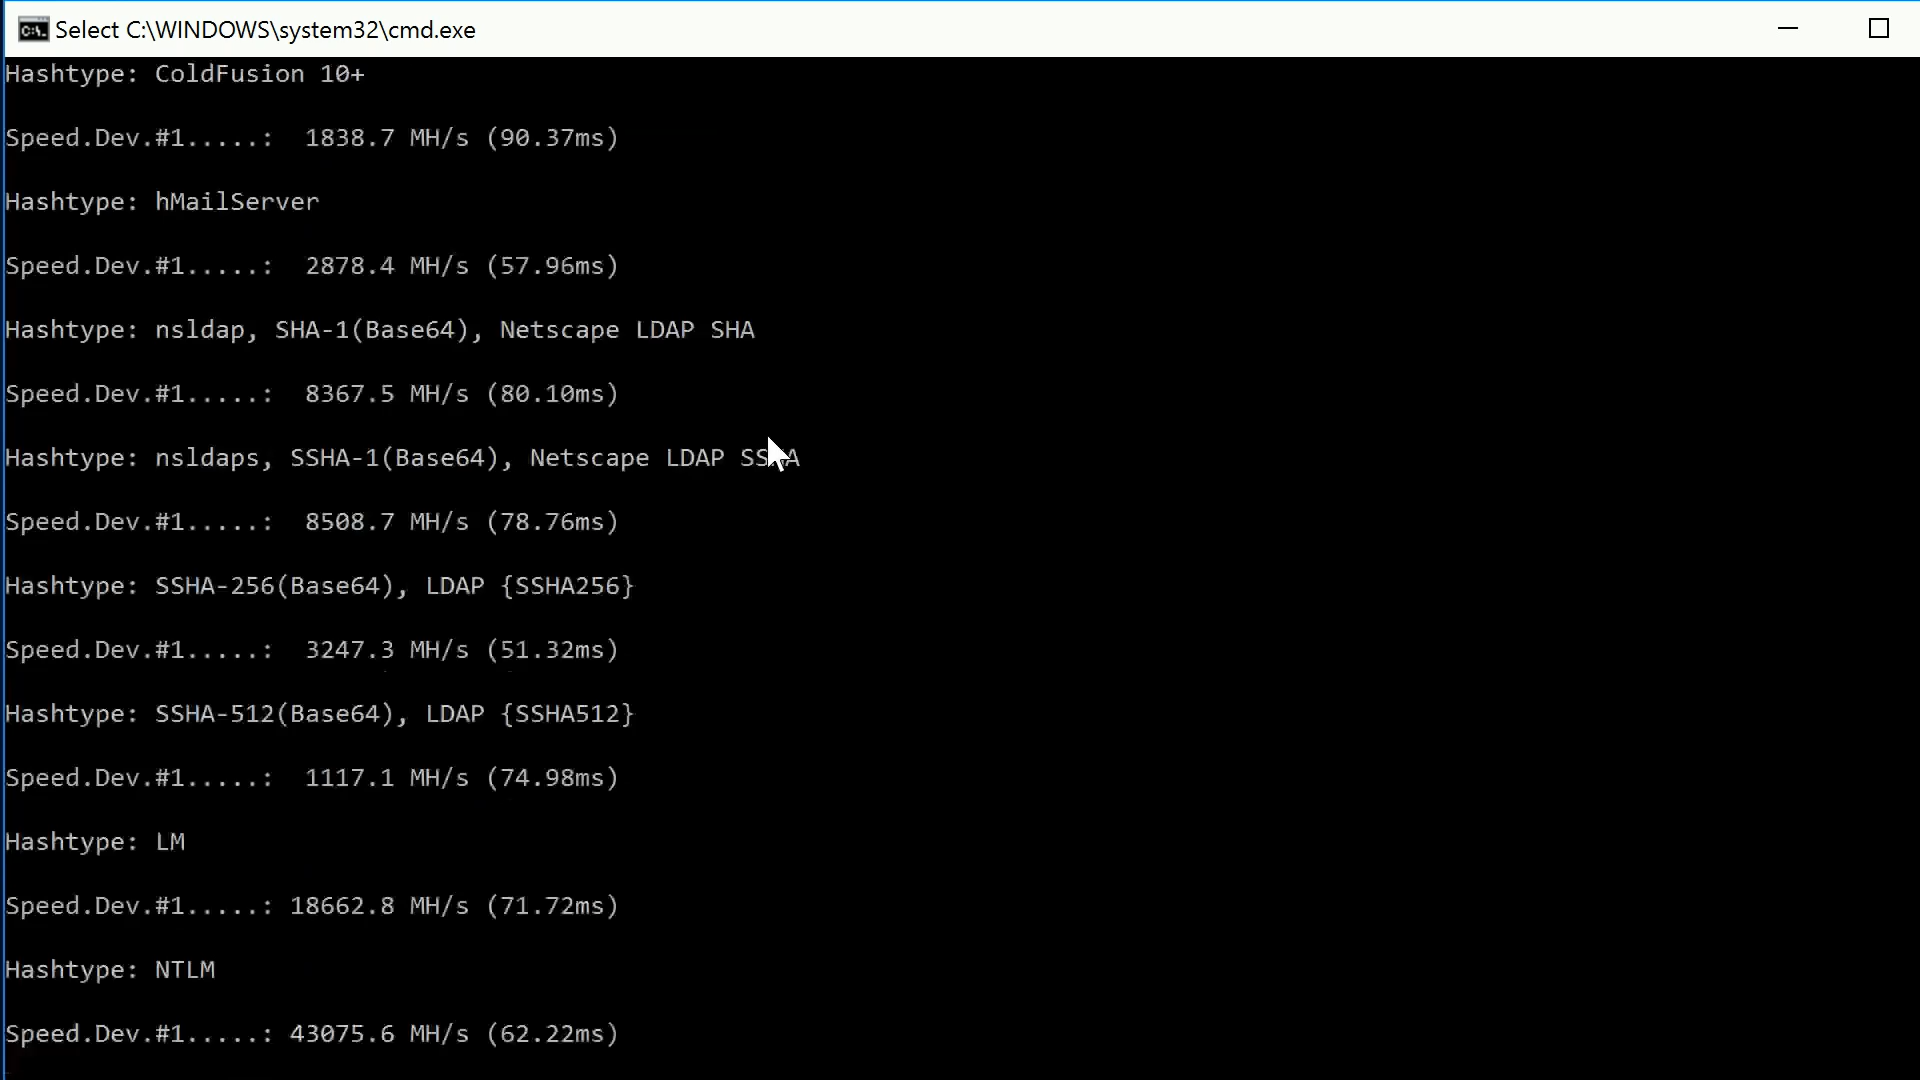 Select C:\WINDOWS\system32\cmd.exe
Hashtype: ColdFusion 10+
Speed.Dev.#1.....:  1838.7 MH/s (90.37ms)
Hashtype: hMailServer
Speed.Dev.#1.....:  2878.4 MH/s (57.96ms)
Hashtype: nsldap, SHA-1(Base64), Netscape LDAP SHA
Speed.Dev.#1.....:  8367.5 MH/s (80.10ms)
Hashtype: nsldaps, SSHA-1(Base64), Netscape LDAP SSHA
Speed.Dev.#1.....:  8508.7 MH/s (78.76ms)
Hashtype: SSHA-256(Base64), LDAP {SSHA256}
Speed.Dev.#1.....:  3247.3 MH/s (51.32ms)
Hashtype: SSHA-512(Base64), LDAP {SSHA512}
Speed.Dev.#1.....:  1117.1 MH/s (74.98ms)
Hashtype: LM
Speed.Dev.#1.....: 18662.8 MH/s (71.72ms)
Hashtype: NTLM
Speed.Dev.#1.....: 43075.6 MH/s (62.22ms)